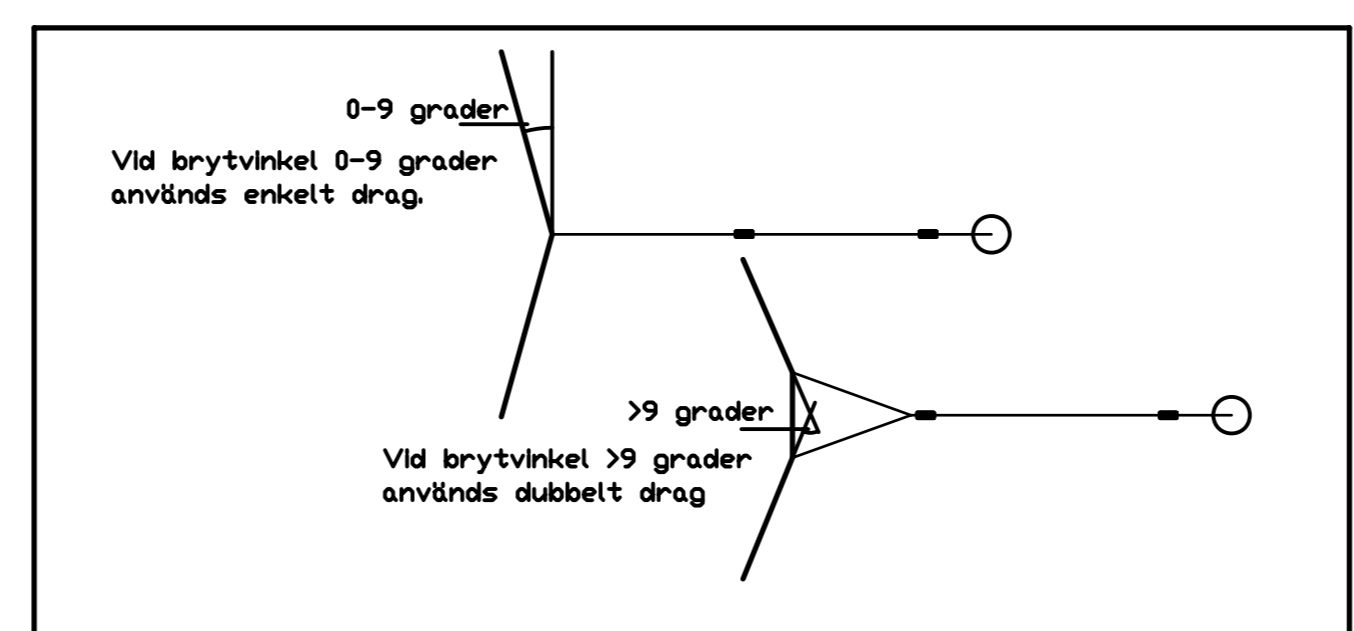 0-9 grader
Vid brytvinkel 0-9 grader
används enkelt drag.
>9 grader
Vid brytvinkel >9 grader
används dubbelt drag